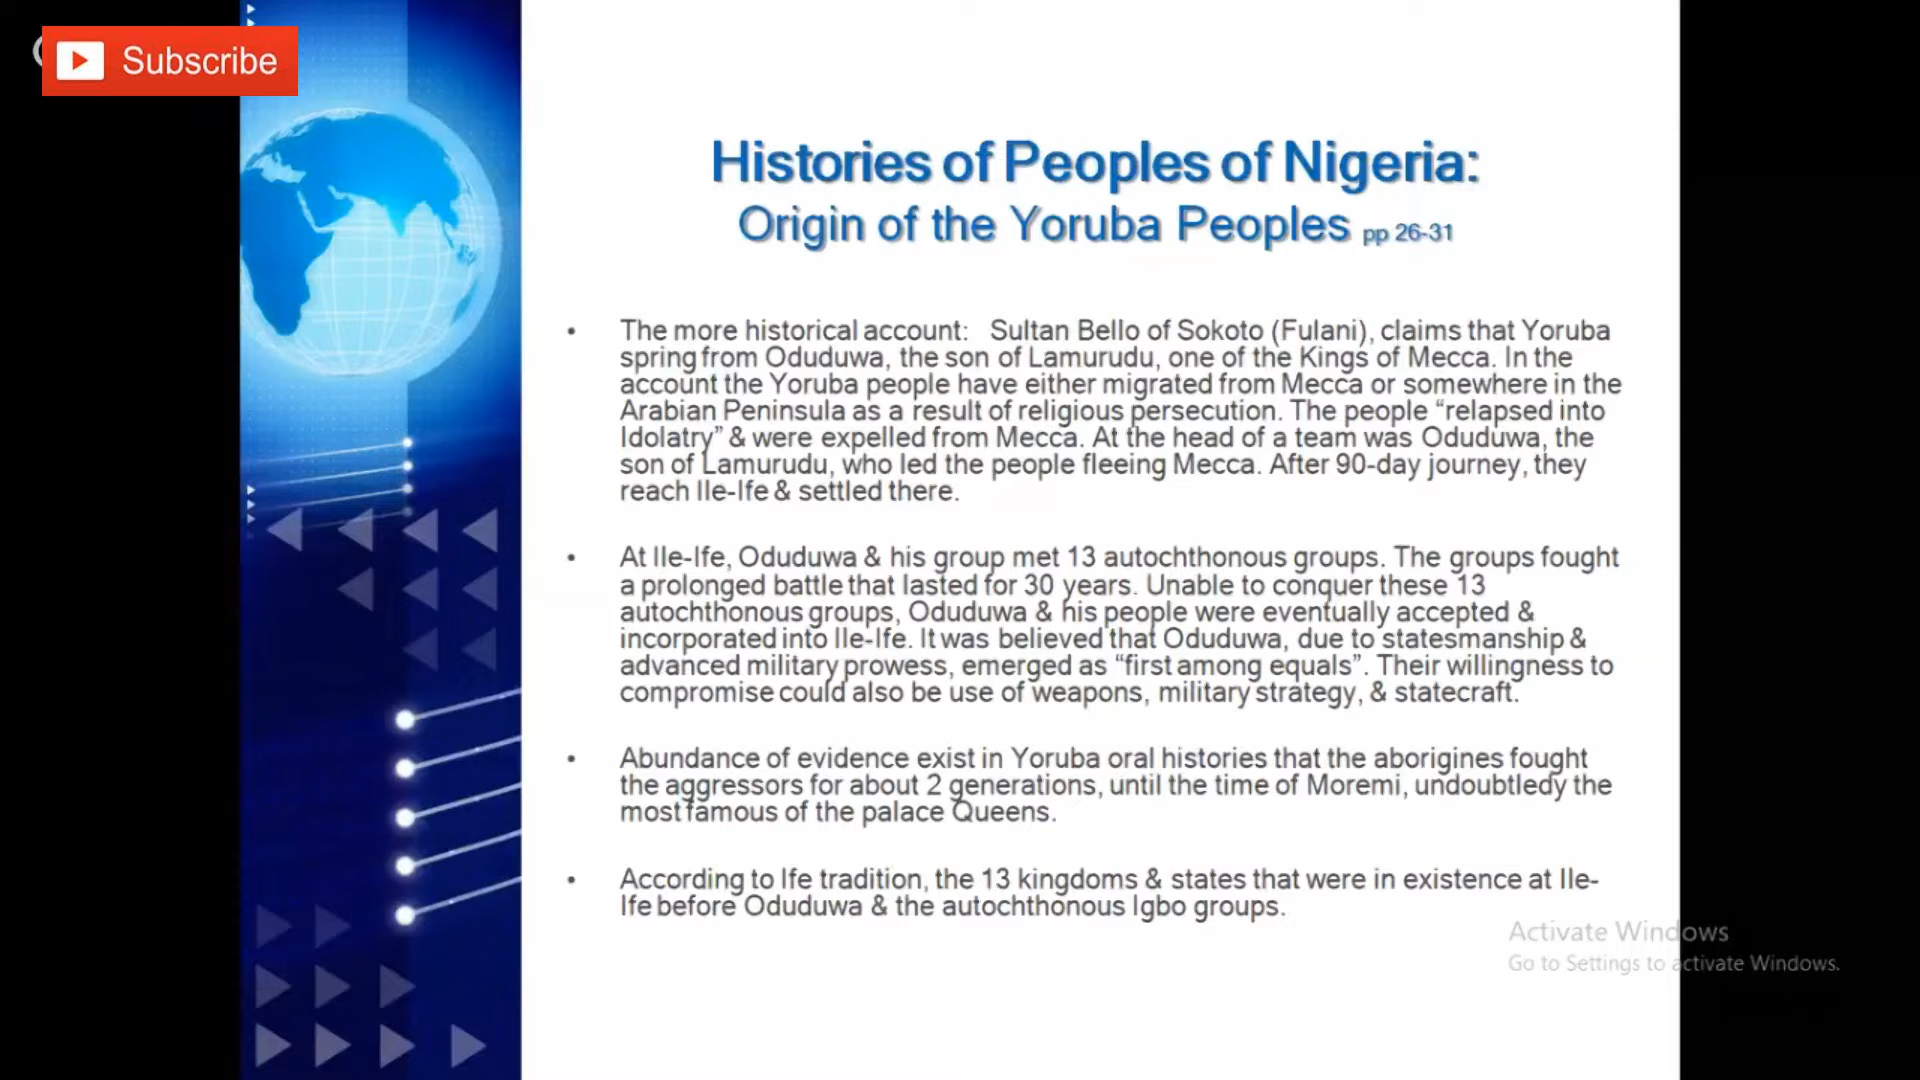 Subscribe
Histories of Peoples of Nigeria:
Origin of the Yoruba Peoples pp 26-31
• The more historical account: Sultan Bello of Sokoto (Fulani), claims that Yoruba
spring from Oduduwa, the son of Lamurudu, one of the Kings of Mecca. In the
account the Yoruba people have either migrated from Mecca or somewhere in the
Arabian Peninsula as a result of religious persecution. The people “relapsed into
Idolatry” & were expelled from Mecca. At the head of a team was Oduduwa, the
son of Lamurudu, who led the people fleeing Mecca. After 90-day journey, they
reach Ile-Ife & settled there.
• At Ile-Ife, Oduduwa & his group met 13 autochthonous groups. The groups fought
a prolonged battle that lasted for 30 years. Unable to conquer these 13
autochthonous groups, Oduduwa & his people were eventually accepted &
incorporated into Ile-Ife. It was believed that Oduduwa, due to statesmanship &
advanced military prowess, emerged as “first among equals”. Their willingness to
compromise could also be use of weapons, military strategy, & statecraft.
• Abundance of evidence exist in Yoruba oral histories that the aborigines fought
the aggressors for about 2 generations, until the time of Moremi, undoubtledy the
most famous of the palace Queens.
• According to Ife tradition, the 13 kingdoms & states that were in existence at Ile-
Ife before Oduduwa & the autochthonous Igbo groups.
Activate Windows
Go to Settings to activate Windows.